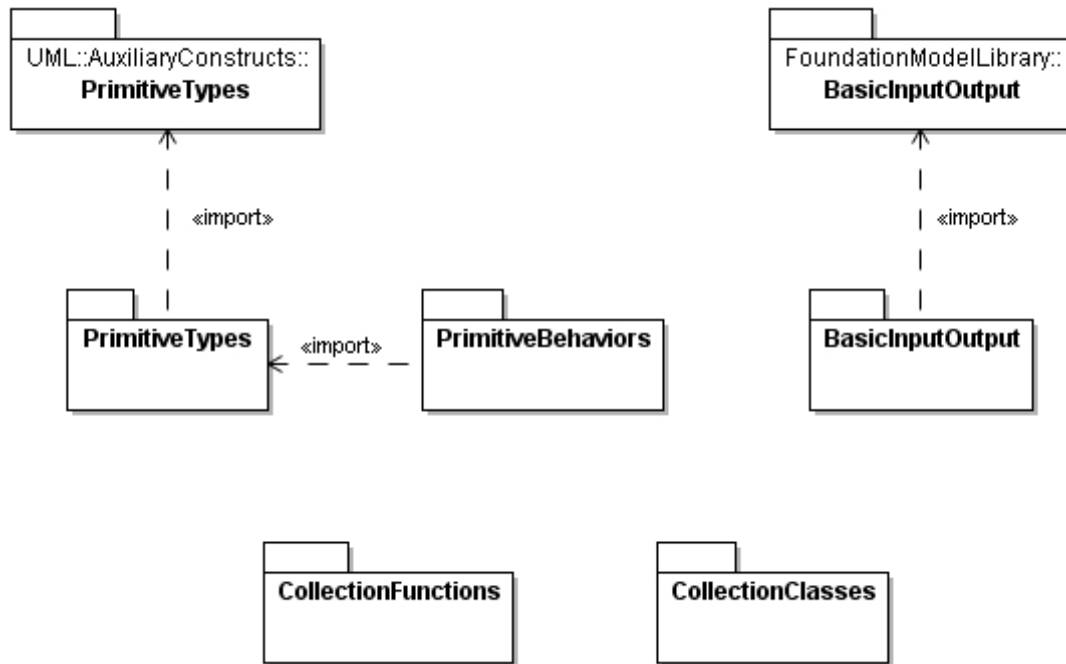 UML::AuxiliaryConstructs::
PrimitiveTypes
FoundationModelLibrary::
BasicInputOutput
«import»
«import»
PrimitiveTypes
«import»
PrimitiveBehaviors
BasicInputOutput
CollectionFunctions
CollectionClasses